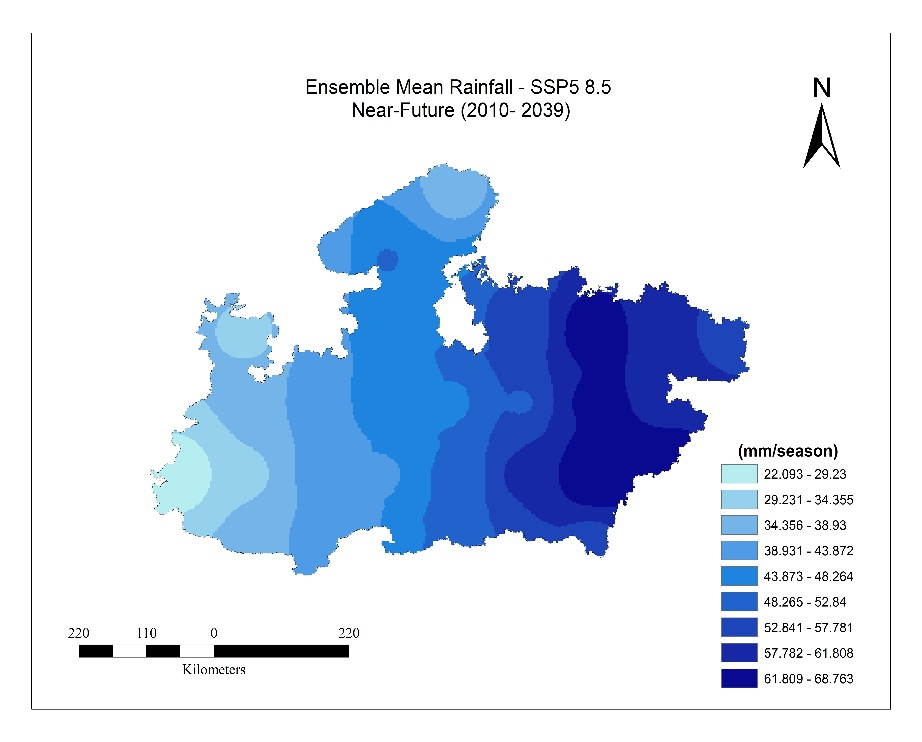 Ensemble Mean Rainfall - SSP5 8.5
Near-Future (2010- 2039)
N
(mm/season)
22.093 - 29.23
29.231 - 34.355
34.356 - 38.93
38.931 - 43.872
43.873 - 48.264
48.265 - 52.84
52.841 - 57.781
57.782 - 61.808
61.809 - 68.763
220 110 0 220
Kilometers